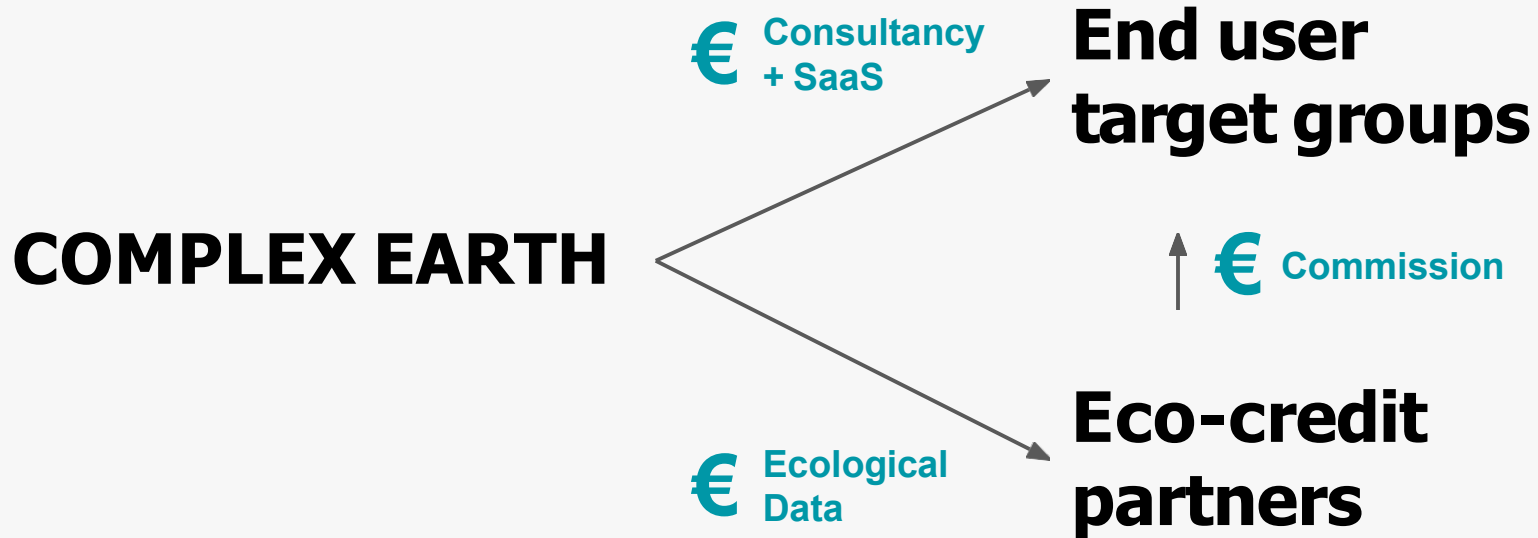 € Consultancy
+ SaaS
End user
target groups
COMPLEX EARTH
€ Commission
€ Ecological
Data
Eco-credit
partners